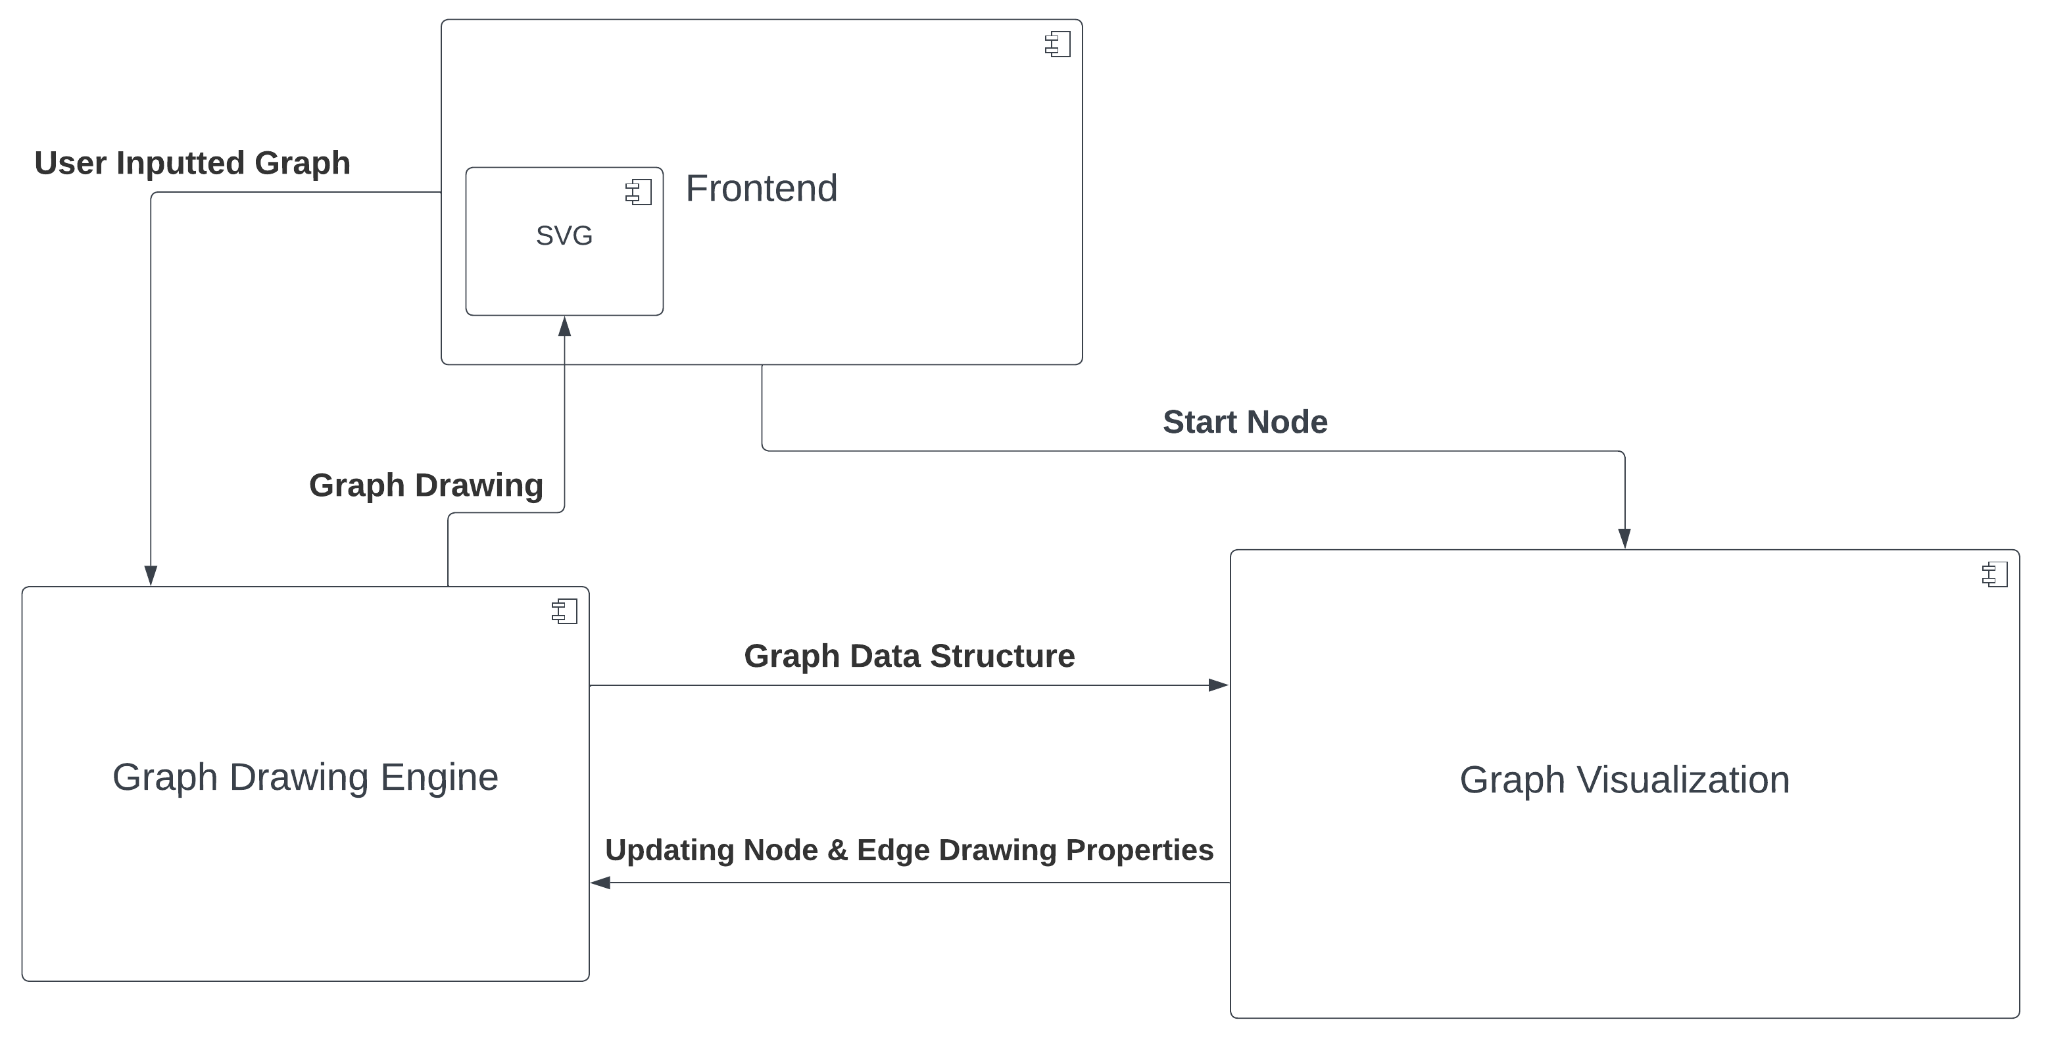 User Inputted Graph
Frontend
SVG
Start Node
Graph Drawing
Graph Data Structure
Graph Drawing Engine
Graph Visualization
Updating Node & Edge Drawing Properties